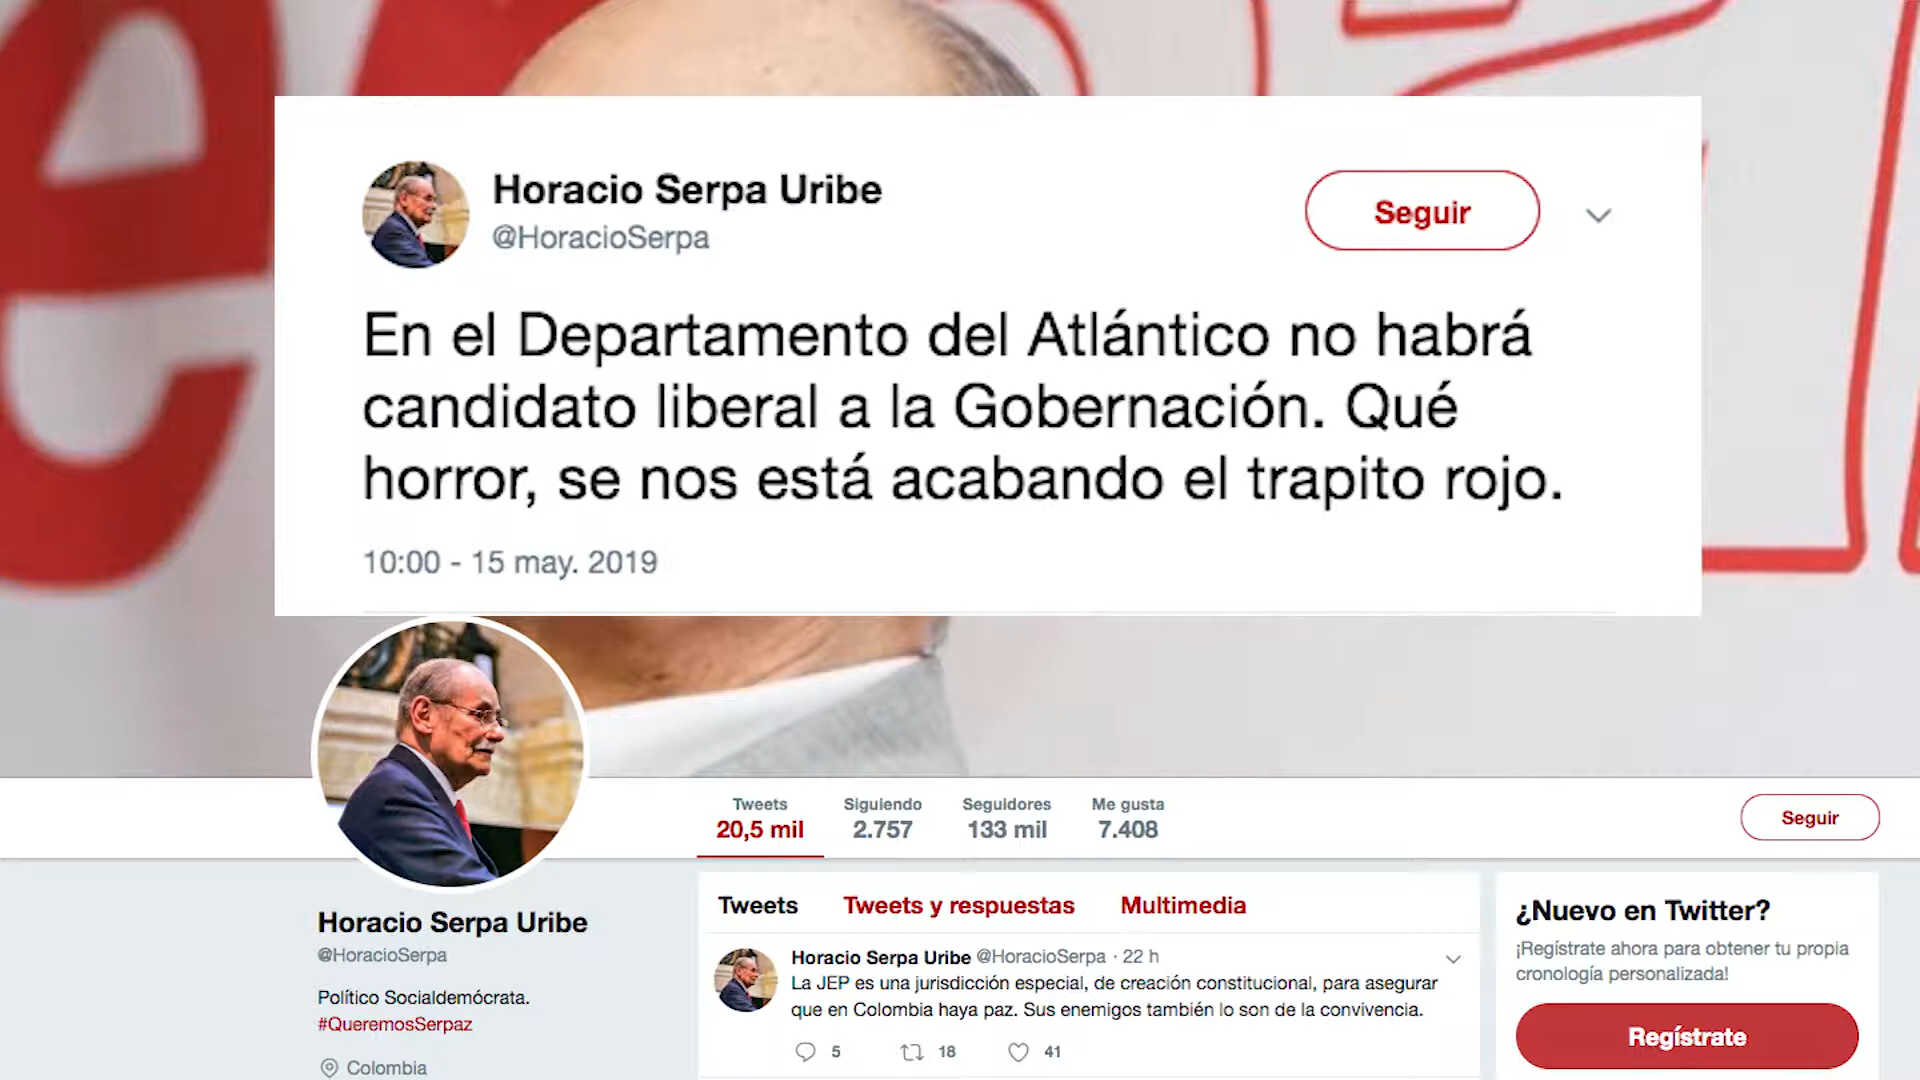 Horacio Serpa Uribe
@HoracioSerpa
Seguir
En el Departamento del Atlántico no habrá
candidato liberal a la Gobernación. Qué
horror, se nos está acabando el trapito rojo.
10:00 - 15 may. 2019
Tweets
20,5 mil
Siguiendo
2.757
Seguidores
133 mil
Me gusta
7.408
Seguir
Horacio Serpa Uribe
@HoracioSerpa
Político Socialdemócrata.
#QueremosSerpaz
Colombia
Tweets Tweets y respuestas Multimedia
Horacio Serpa Uribe @HoracioSerpa · 22 h
La JEP es una jurisdicción especial, de creación constitucional, para asegurar
que en Colombia haya paz. Sus enemigos también lo son de la convivencia.
5 18 41
¿Nuevo en Twitter?
¡Regístrate ahora para obtener tu propia
cronología personalizada!
Regístrate